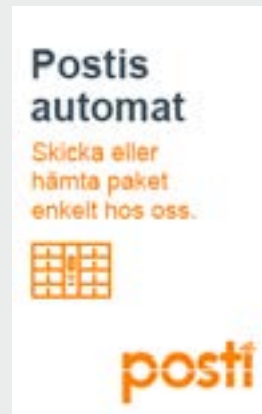 Postis
automat
Skicka eller
hämta paket
enkelt hos oss.
posti